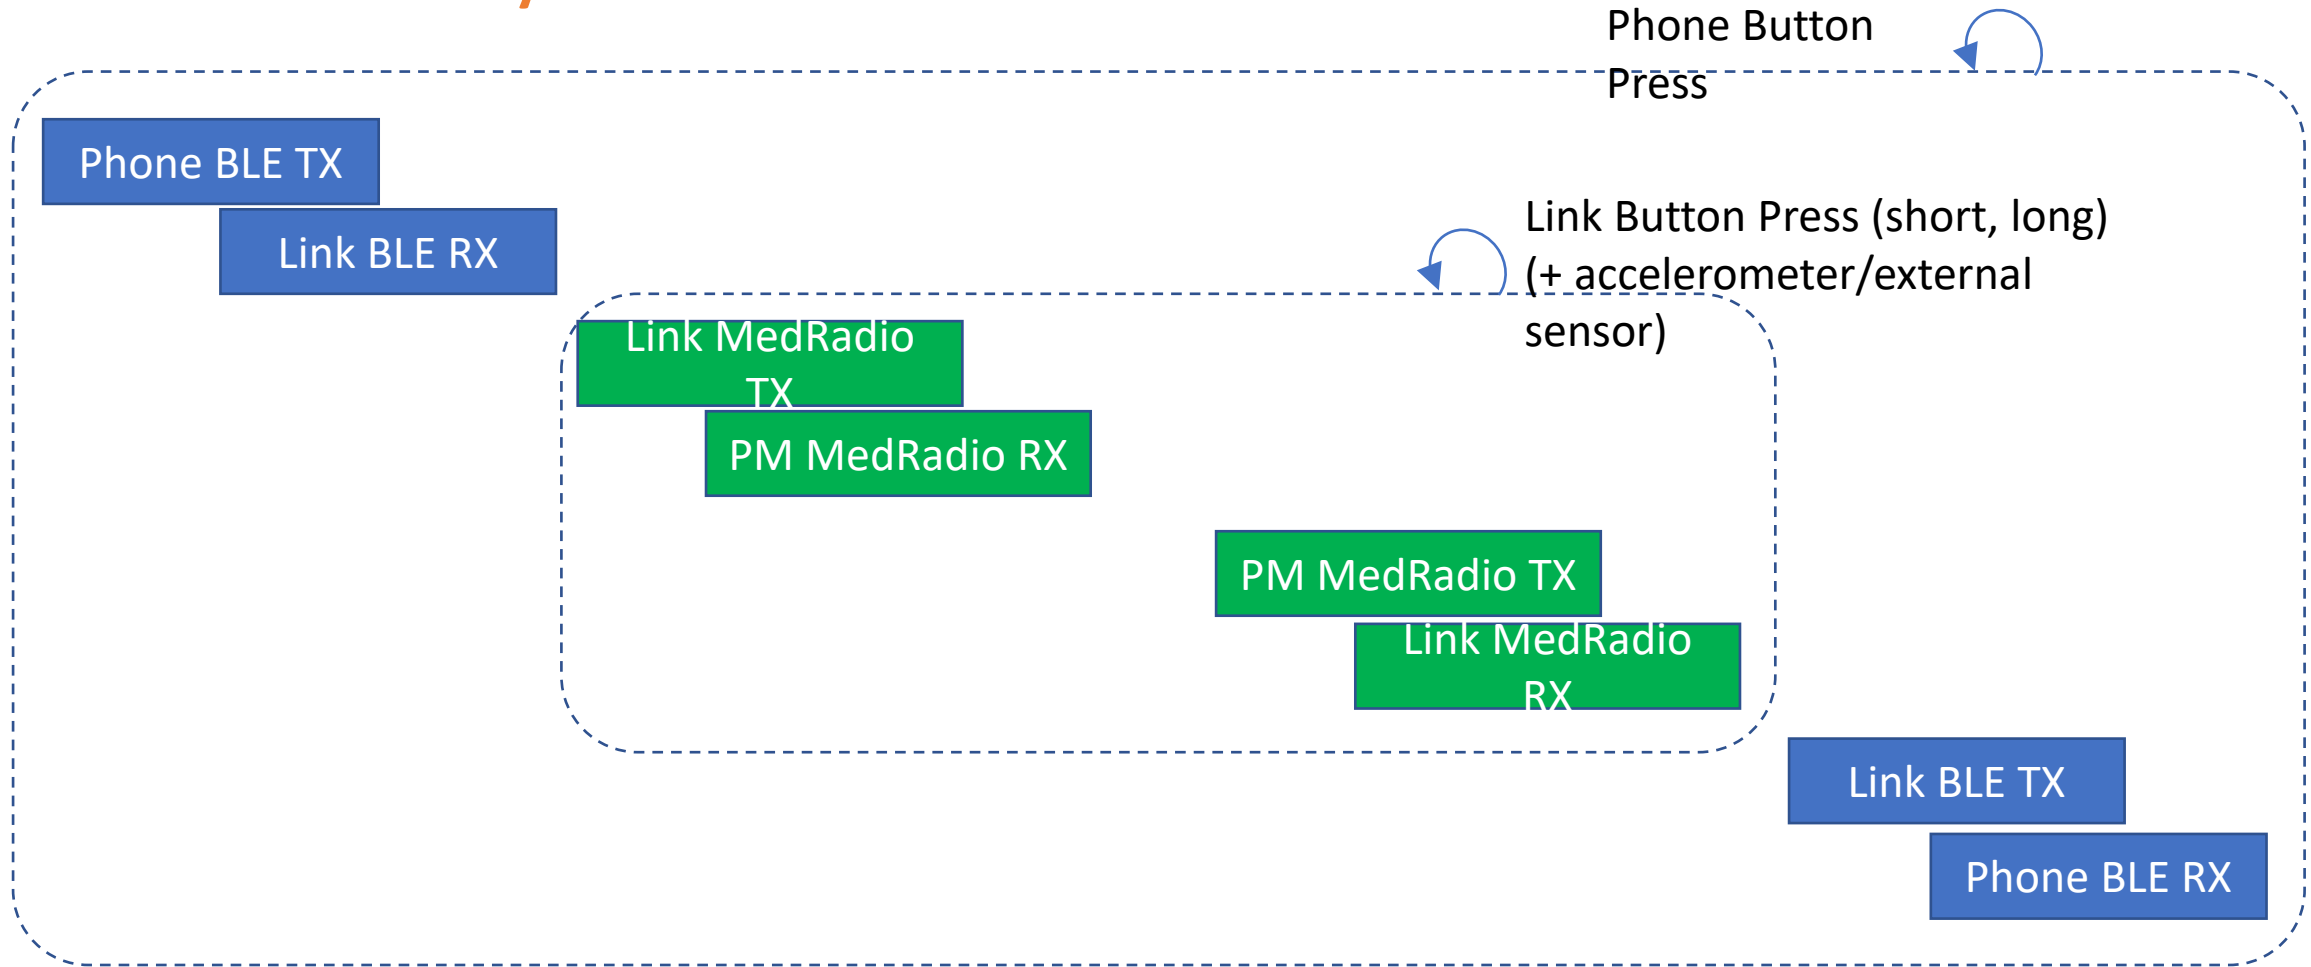 Phone Button
Press
Phone BLE TX
Link BLE RX
Link Button Press (short, long)
(+ accelerometer/external
sensor)
Link MedRadio
TX
PM MedRadio RX
PM MedRadio TX
Link MedRadio
RX
Link BLE TX
Phone BLE RX